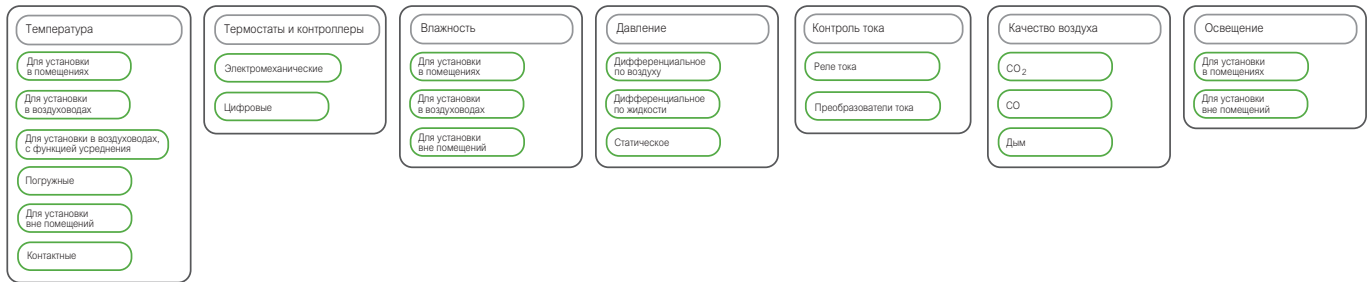 Температура
Для установки
в помещениях
Для установки
в воздуховодах
Для установки в воздуховодах,
с функцией усреднения
Погружные
Для установки
вне помещений
Контактные
Термостаты и контроллеры
Электромеханические
Цифровые
Влажность
Для установки
в помещениях
Для установки
в воздуховодах
Для установки
вне помещений
Давление
Дифференциальное
по воздуху
Дифференциальное
по жидкости
Статическое
Контроль тока
Реле тока
Преобразователи тока
Качество воздуха
CO2
CO
Дым
Освещение
Для установки
в помещениях
Для установки
вне помещений